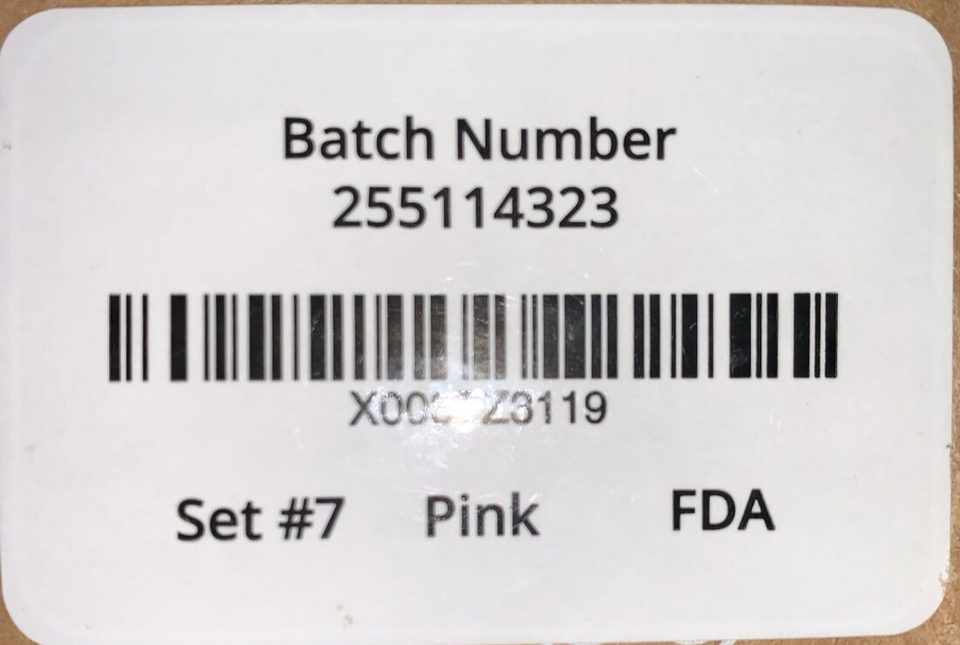 Batch Number
255114323
Set #7 Pink FDA